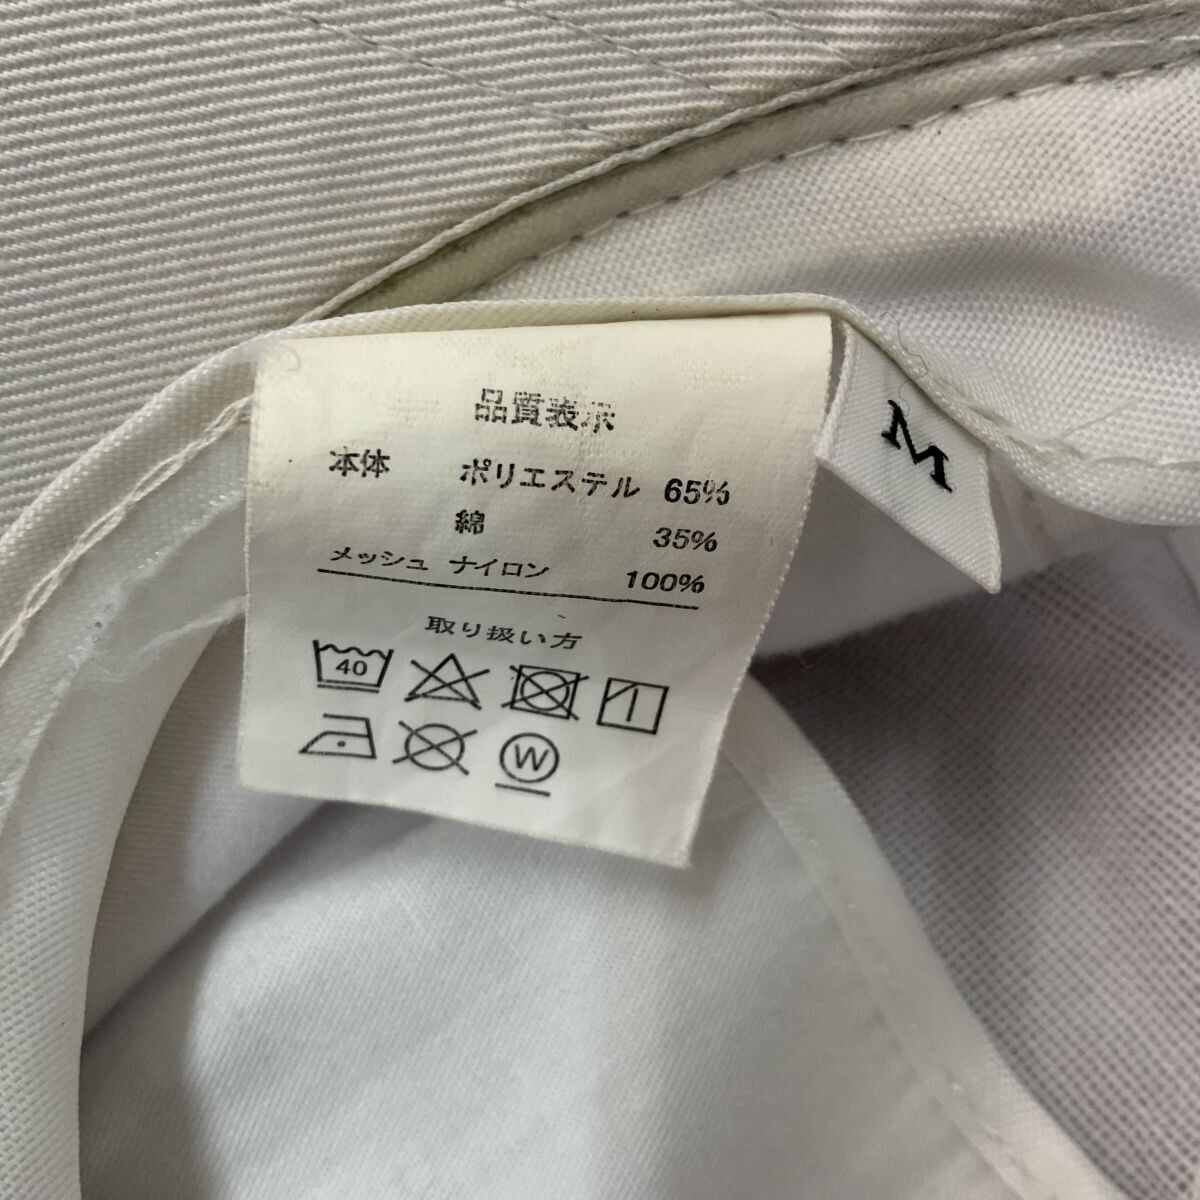 品質表示
本体 ポリエステル 65%
綿 35%
メッシュ ナイロン 100%
取り扱い方
40
W
M